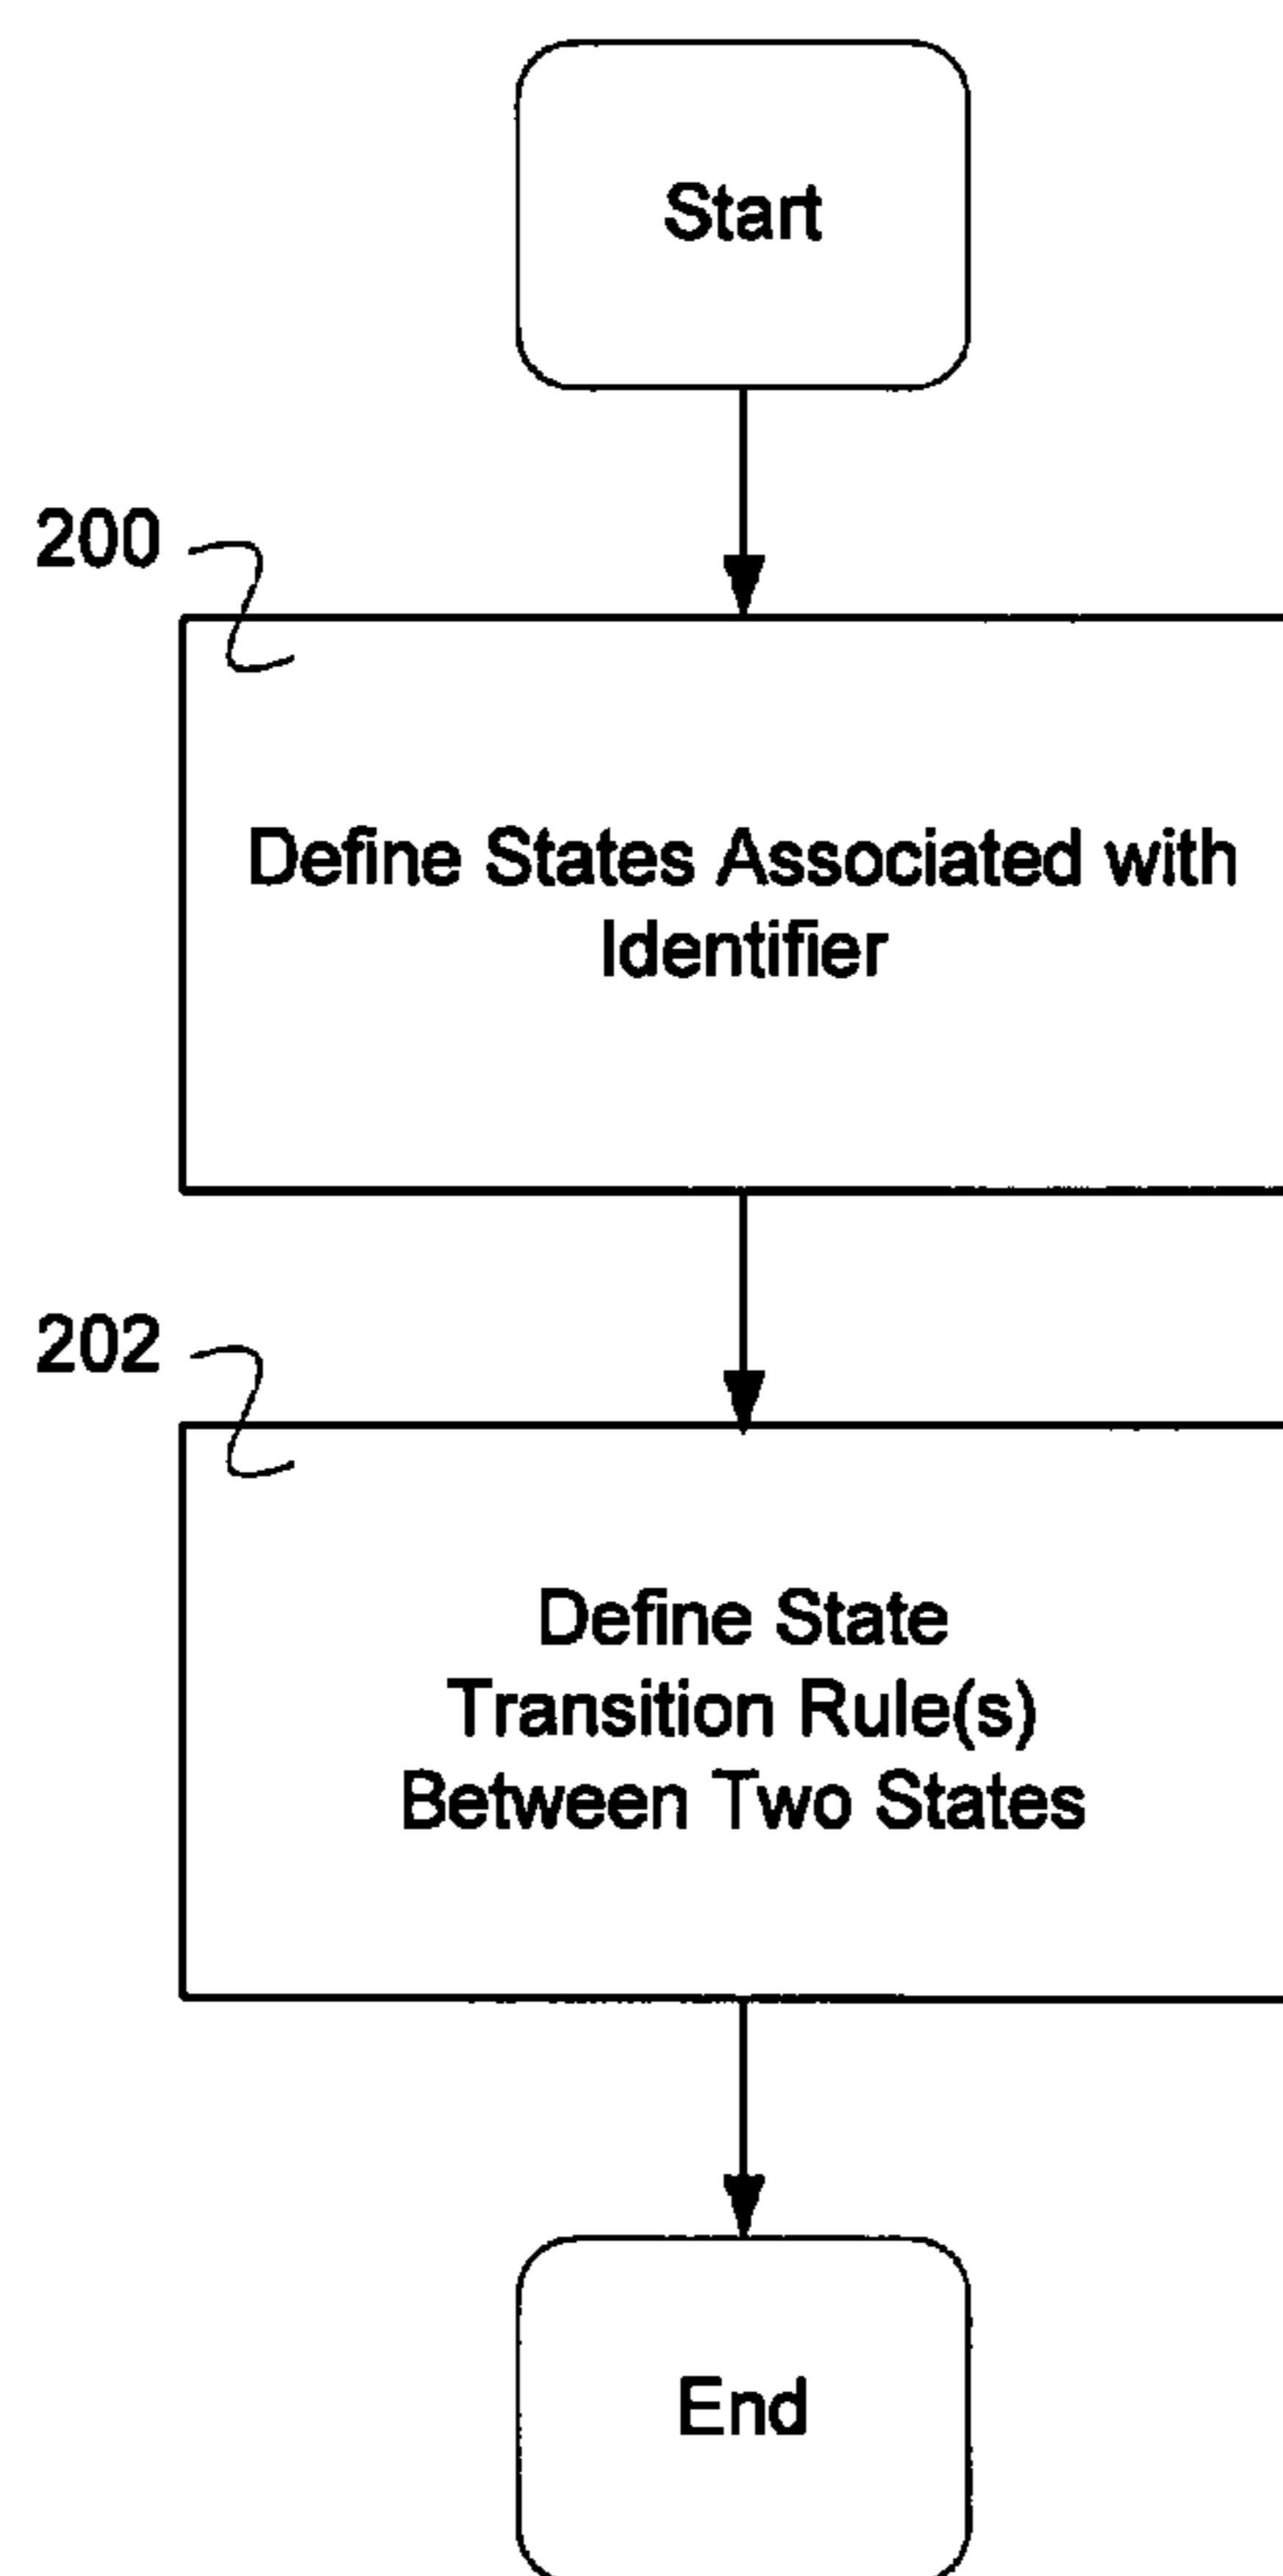 Start
200
Define States Associated with
Identifier
202
Define State
Transition Rule(s)
Between Two States
End